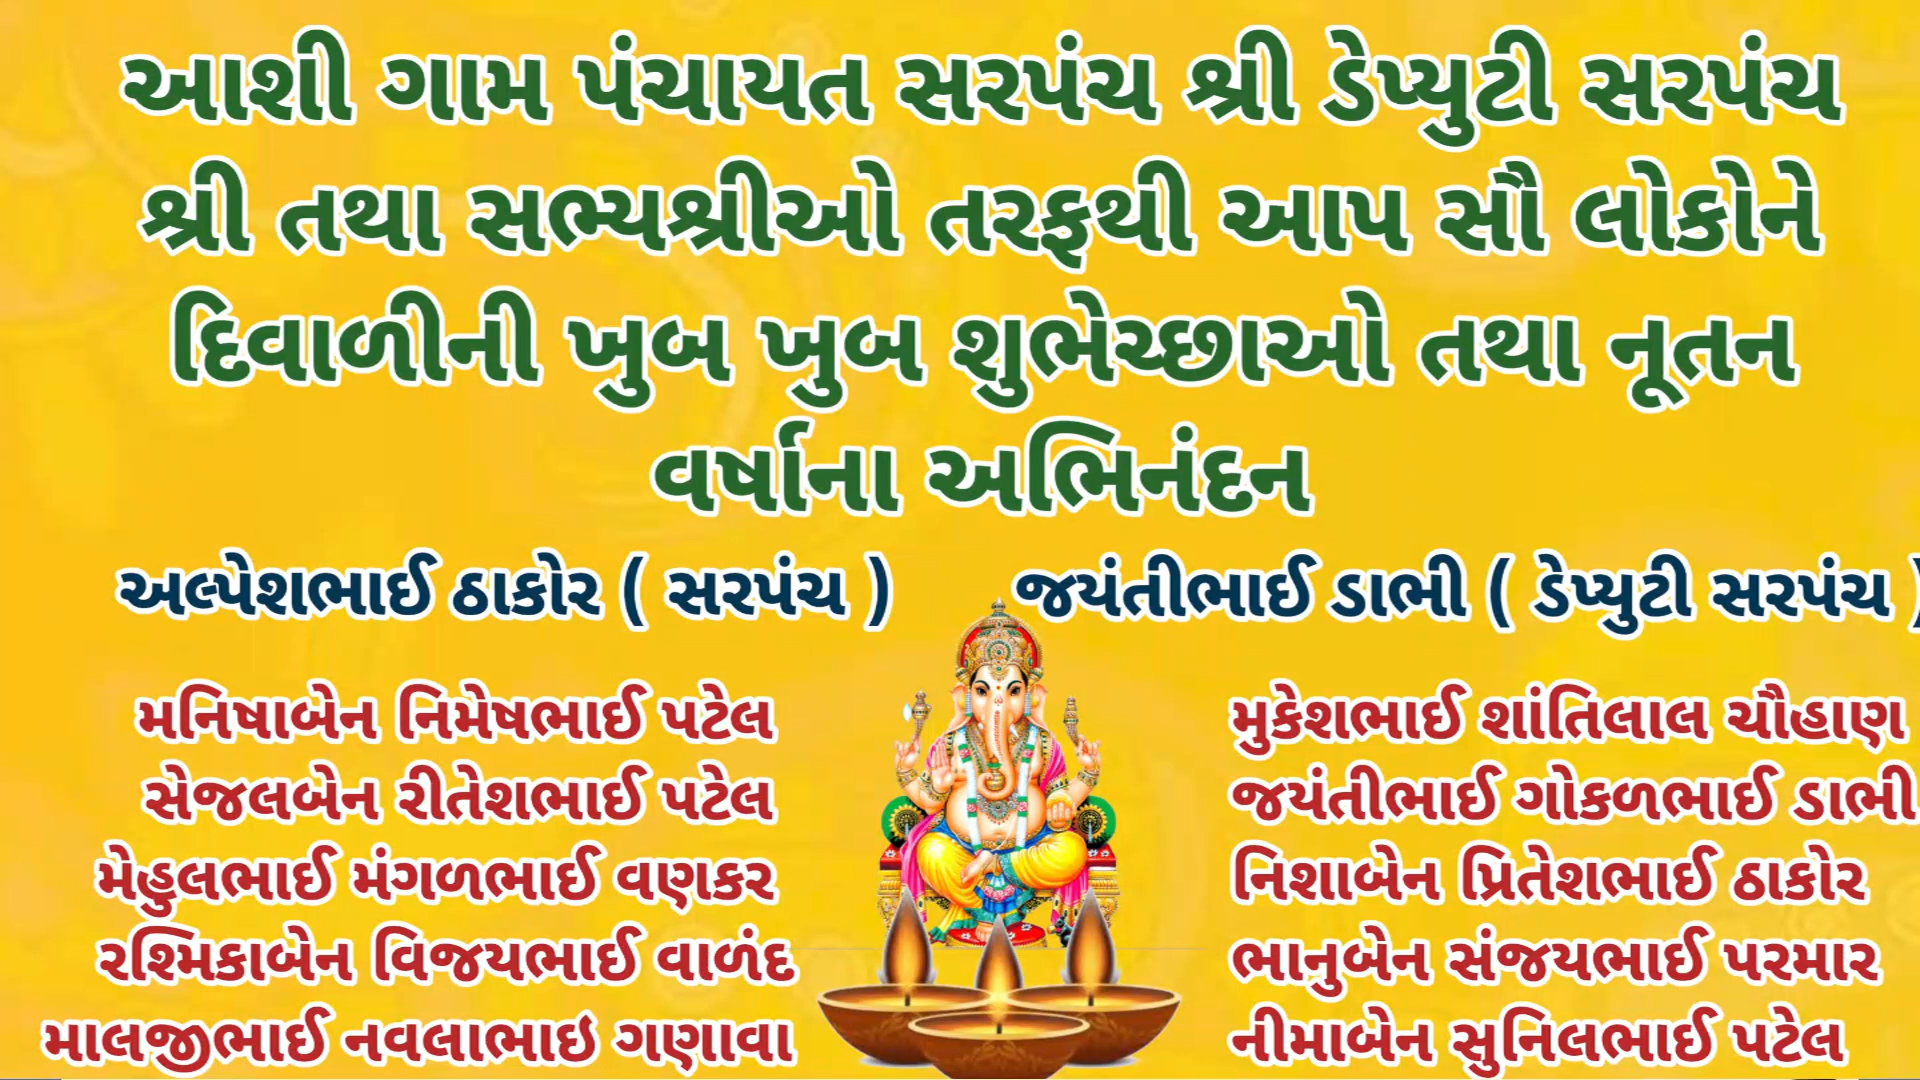 આશી ગામ પંચાયત સરપંચ શ્રી ડેપ્યુટી સરપંચ
શ્રી તથા સભ્યશ્રીઓ તરફથી આપ સૌ લોકોને
દિવાળીની ખુબ ખુબ શુભેચ્છાઓ તથા નૂતન
વર્ષાના અભિનંદન
અલ્પેશભાઈ ઠાકોર ( સરપંચ )
જયંતીભાઈ ડાભી ( ડેપ્યુટી સરપંચ )
મનિષાબેન નિમેષભાઈ પટેલ
સેજલબેન રીતેશભાઈ પટેલ
મેહુલભાઈ મંગળભાઈ વણકર
રશ્મિકાબેન વિજયભાઈ વાળંદ
માલજીભાઈ નવલાભાઇ ગણાવા
મુકેશભાઈ શાંતિલાલ ચૌહાણ
જયંતીભાઈ ગોકળભાઈ ડાભી
નિશાબેન પ્રિતેશભાઈ ઠાકોર
ભાનુબેન સંજયભાઈ પરમાર
નીમાબેન સુનિલભાઈ પટેલ